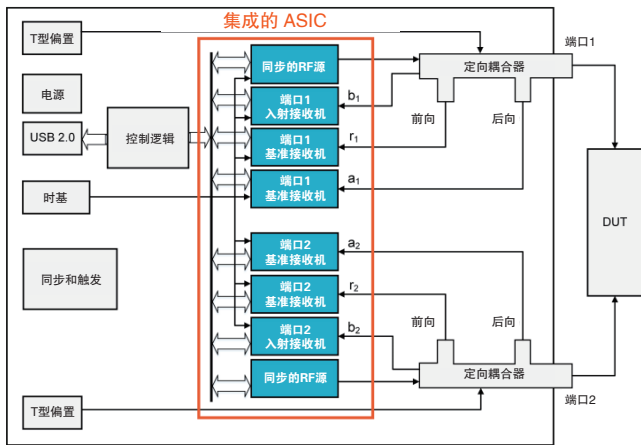 集成的 ASIC
T型偏置
同步的RF源
端口1
定向耦合器
电源
端口1
入射接收机
b1
前向
后向
USB 2.0
控制逻辑
端口1
基准接收机
r1
时基
端口1
基准接收机
a1
DUT
同步和触发
端口2
基准接收机
a2
端口2
基准接收机
r2
前向
后向
端口2
入射接收机
b2
同步的RF源
定向耦合器
T型偏置
端口2